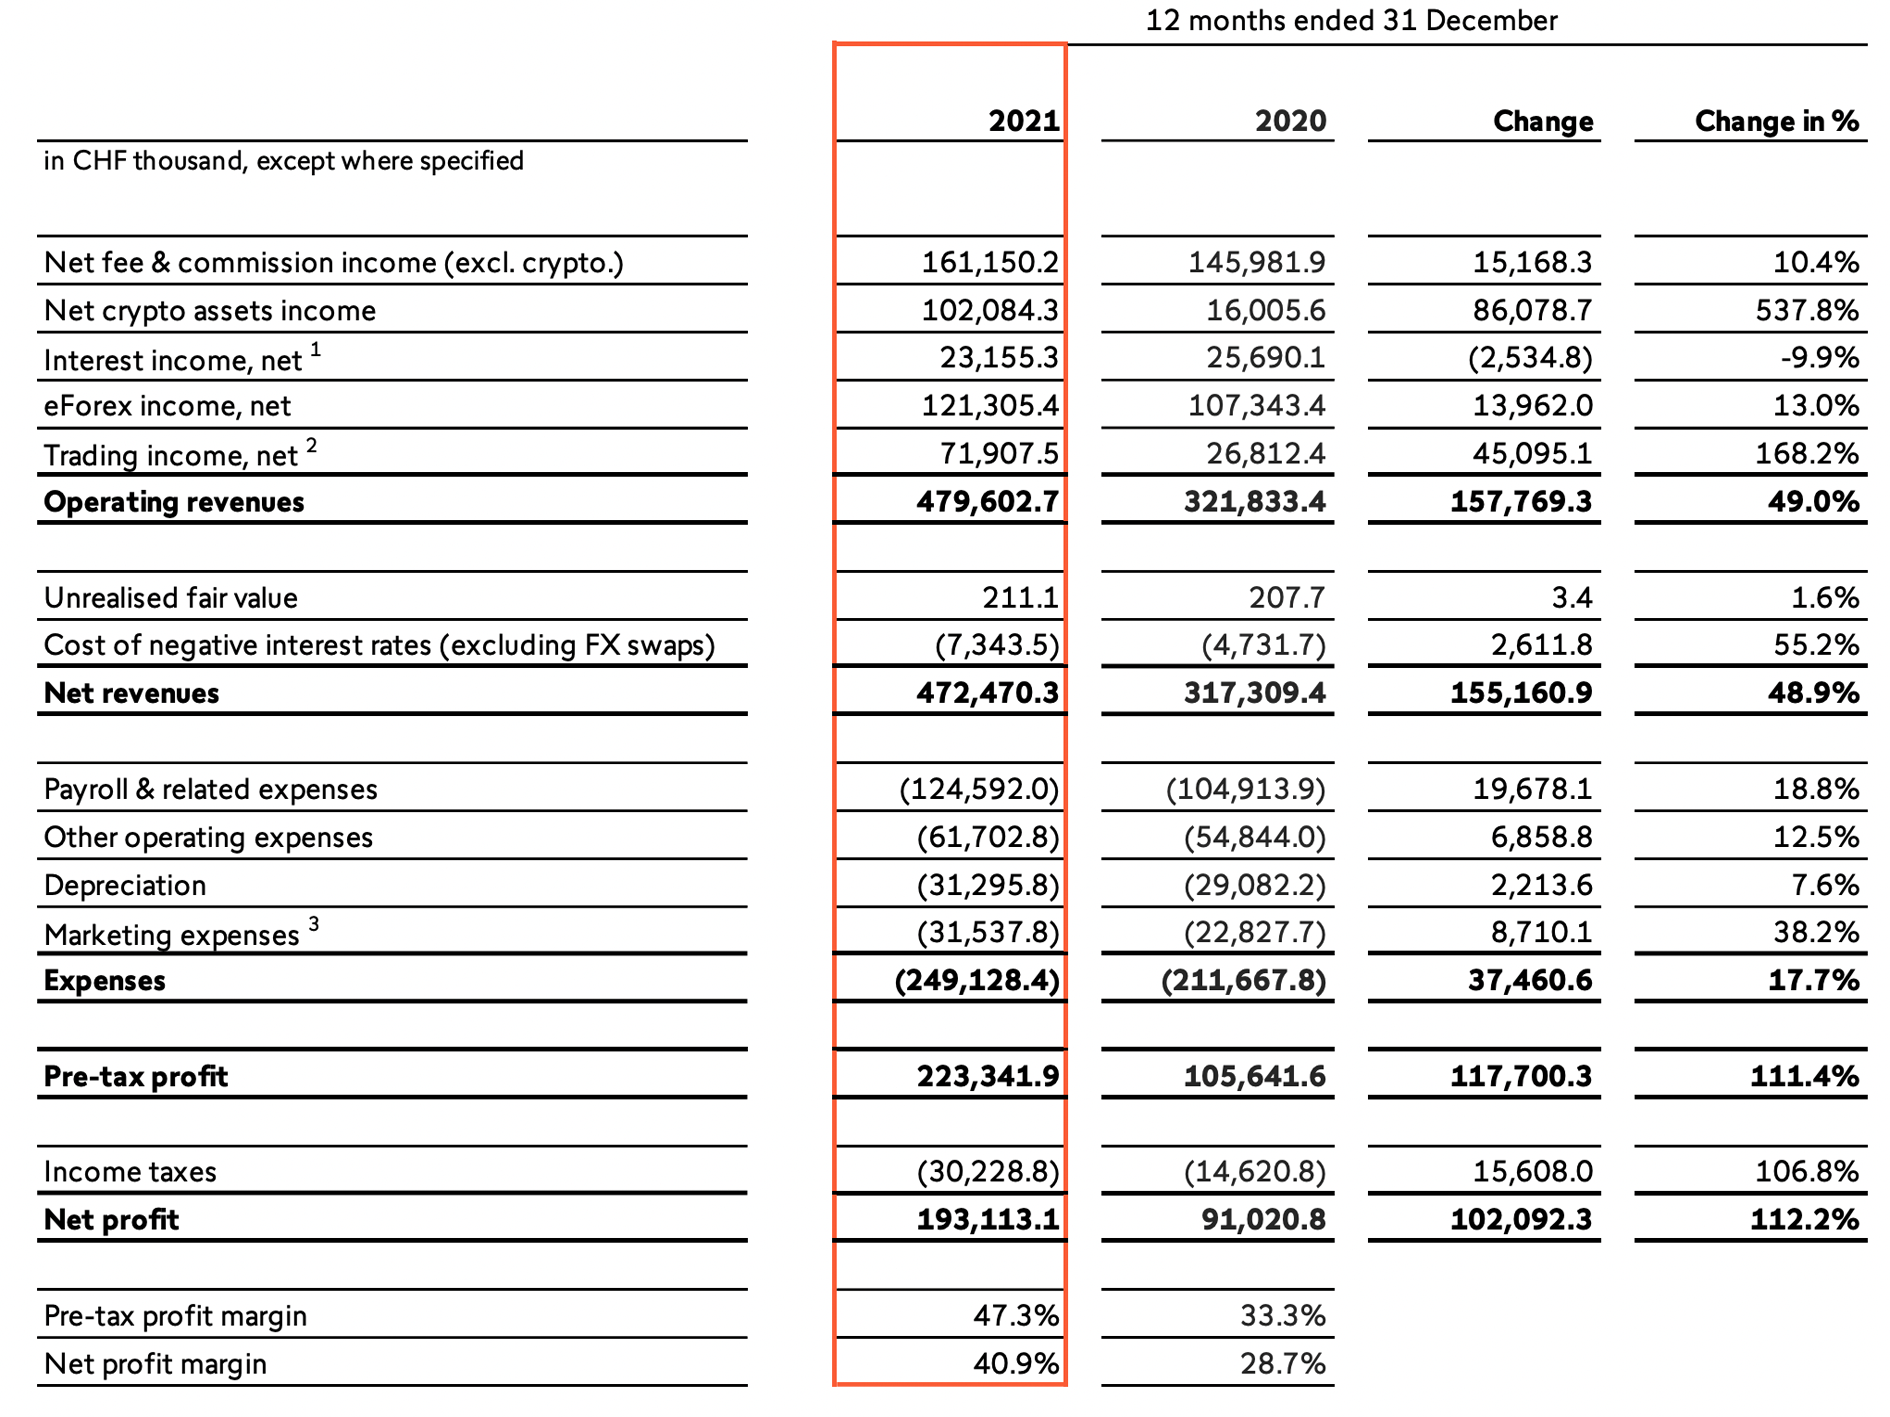 12 months ended 31 December
2021 2020 Change Change in %
in CHF thousand, except where specified
Net fee & commission income (excl. crypto.) 161,150.2 145,981.9 15,168.3 10.4%
Net crypto assets income 102,084.3 16,005.6 86,078.7 537.8%
Interest income, net 1 23,155.3 25,690.1 (2,534.8) -9.9%
eForex income, net 121,305.4 107,343.4 13,962.0 13.0%
Trading income, net 2 71,907.5 26,812.4 45,095.1 168.2%
Operating revenues 479,602.7 321,833.4 157,769.3 49.0%
Unrealised fair value 211.1 207.7 3.4 1.6%
Cost of negative interest rates (excluding FX swaps) (7,343.5) (4,731.7) 2,611.8 55.2%
Net revenues 472,470.3 317,309.4 155,160.9 48.9%
Payroll & related expenses (124,592.0) (104,913.9) 19,678.1 18.8%
Other operating expenses (61,702.8) (54,844.0) 6,858.8 12.5%
Depreciation (31,295.8) (29,082.2) 2,213.6 7.6%
Marketing expenses 3 (31,537.8) (22,827.7) 8,710.1 38.2%
Expenses (249,128.4) (211,667.8) 37,460.6 17.7%
Pre-tax profit 223,341.9 105,641.6 117,700.3 111.4%
Income taxes (30,228.8) (14,620.8) 15,608.0 106.8%
Net profit 193,113.1 91,020.8 102,092.3 112.2%
Pre-tax profit margin 47.3% 33.3%
Net profit margin 40.9% 28.7%